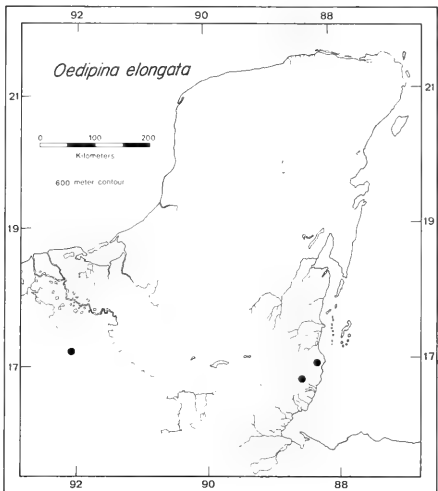 92 90 88
Oedipina elongata
21 21
0 100 200
Kilometers
600 meter contour
19 19
17 17
92 90 88